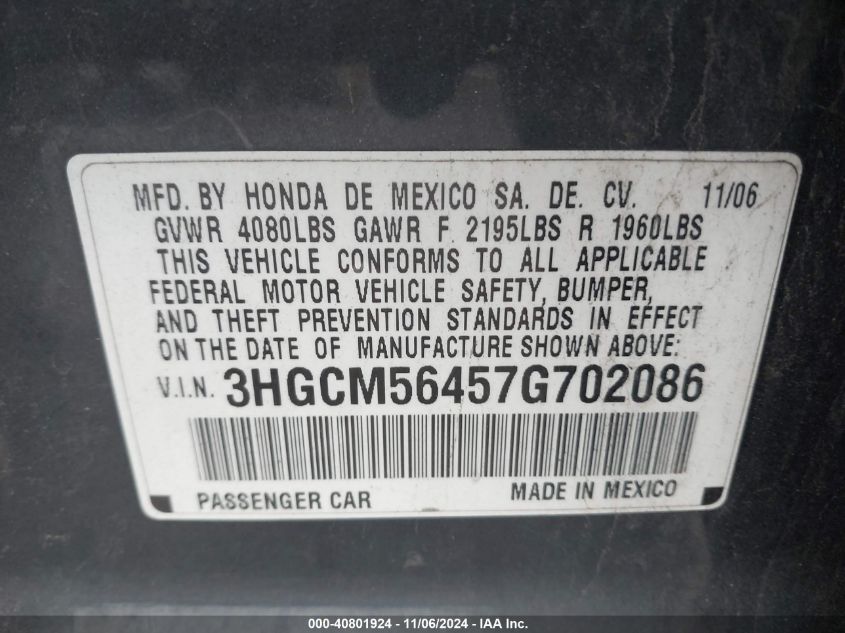 MFD. BY HONDA DE MEXICO SA. DE. CV. 11/06
GVWR 4080LBS GAWR F 2195LBS R 1960LBS
THIS VEHICLE CONFORMS TO ALL APPLICABLE
FEDERAL MOTOR VEHICLE SAFETY, BUMPER,
AND THEFT PREVENTION STANDARDS IN EFFECT
ON THE DATE OF MANUFACTURE SHOWN ABOVE:
V.I.N. 3HGCM56457G702086
PASSENGER CAR MADE IN MEXICO
000-40801924 - 11/06/2024 - IAA Inc.